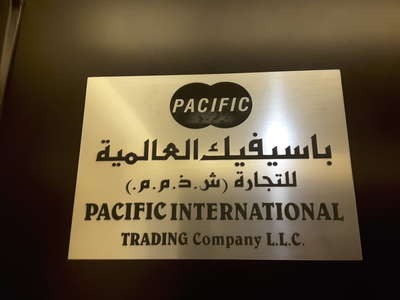 PACIFIC
باسيفيك العالمية
للتجارة (ش.ذ.م.م.)
PACIFIC INTERNATIONAL
TRADING Company L.L.C.